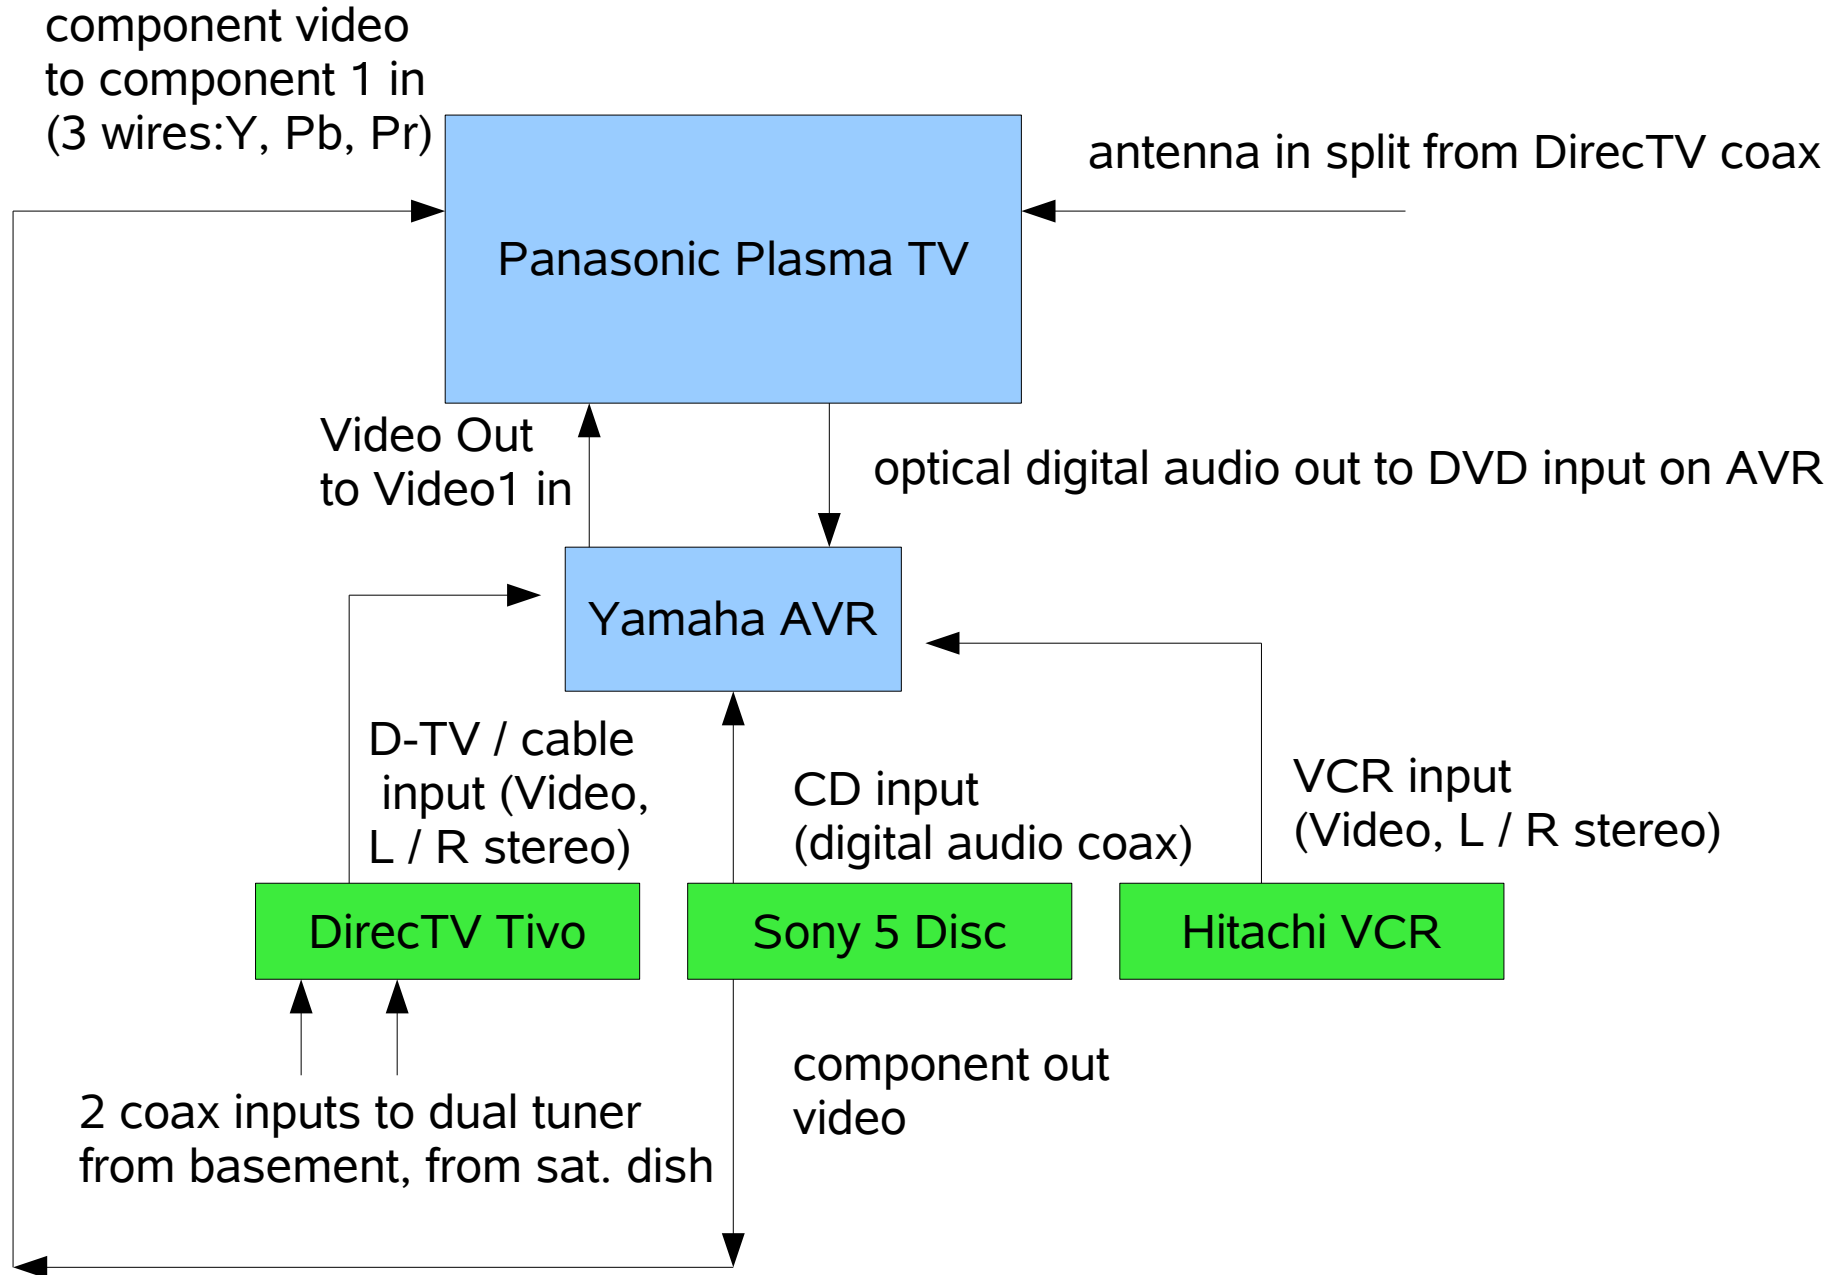 component video
to component 1 in
(3 wires:Y, Pb, Pr)
antenna in split from DirecTV coax
Panasonic Plasma TV
Video Out
to Video1 in
optical digital audio out to DVD input on AVR
Yamaha AVR
D-TV / cable
input (Video,
L / R stereo)
CD input
(digital audio coax)
VCR input
(Video, L / R stereo)
DirecTV Tivo
Sony 5 Disc
Hitachi VCR
2 coax inputs to dual tuner
from basement, from sat. dish
component out
video